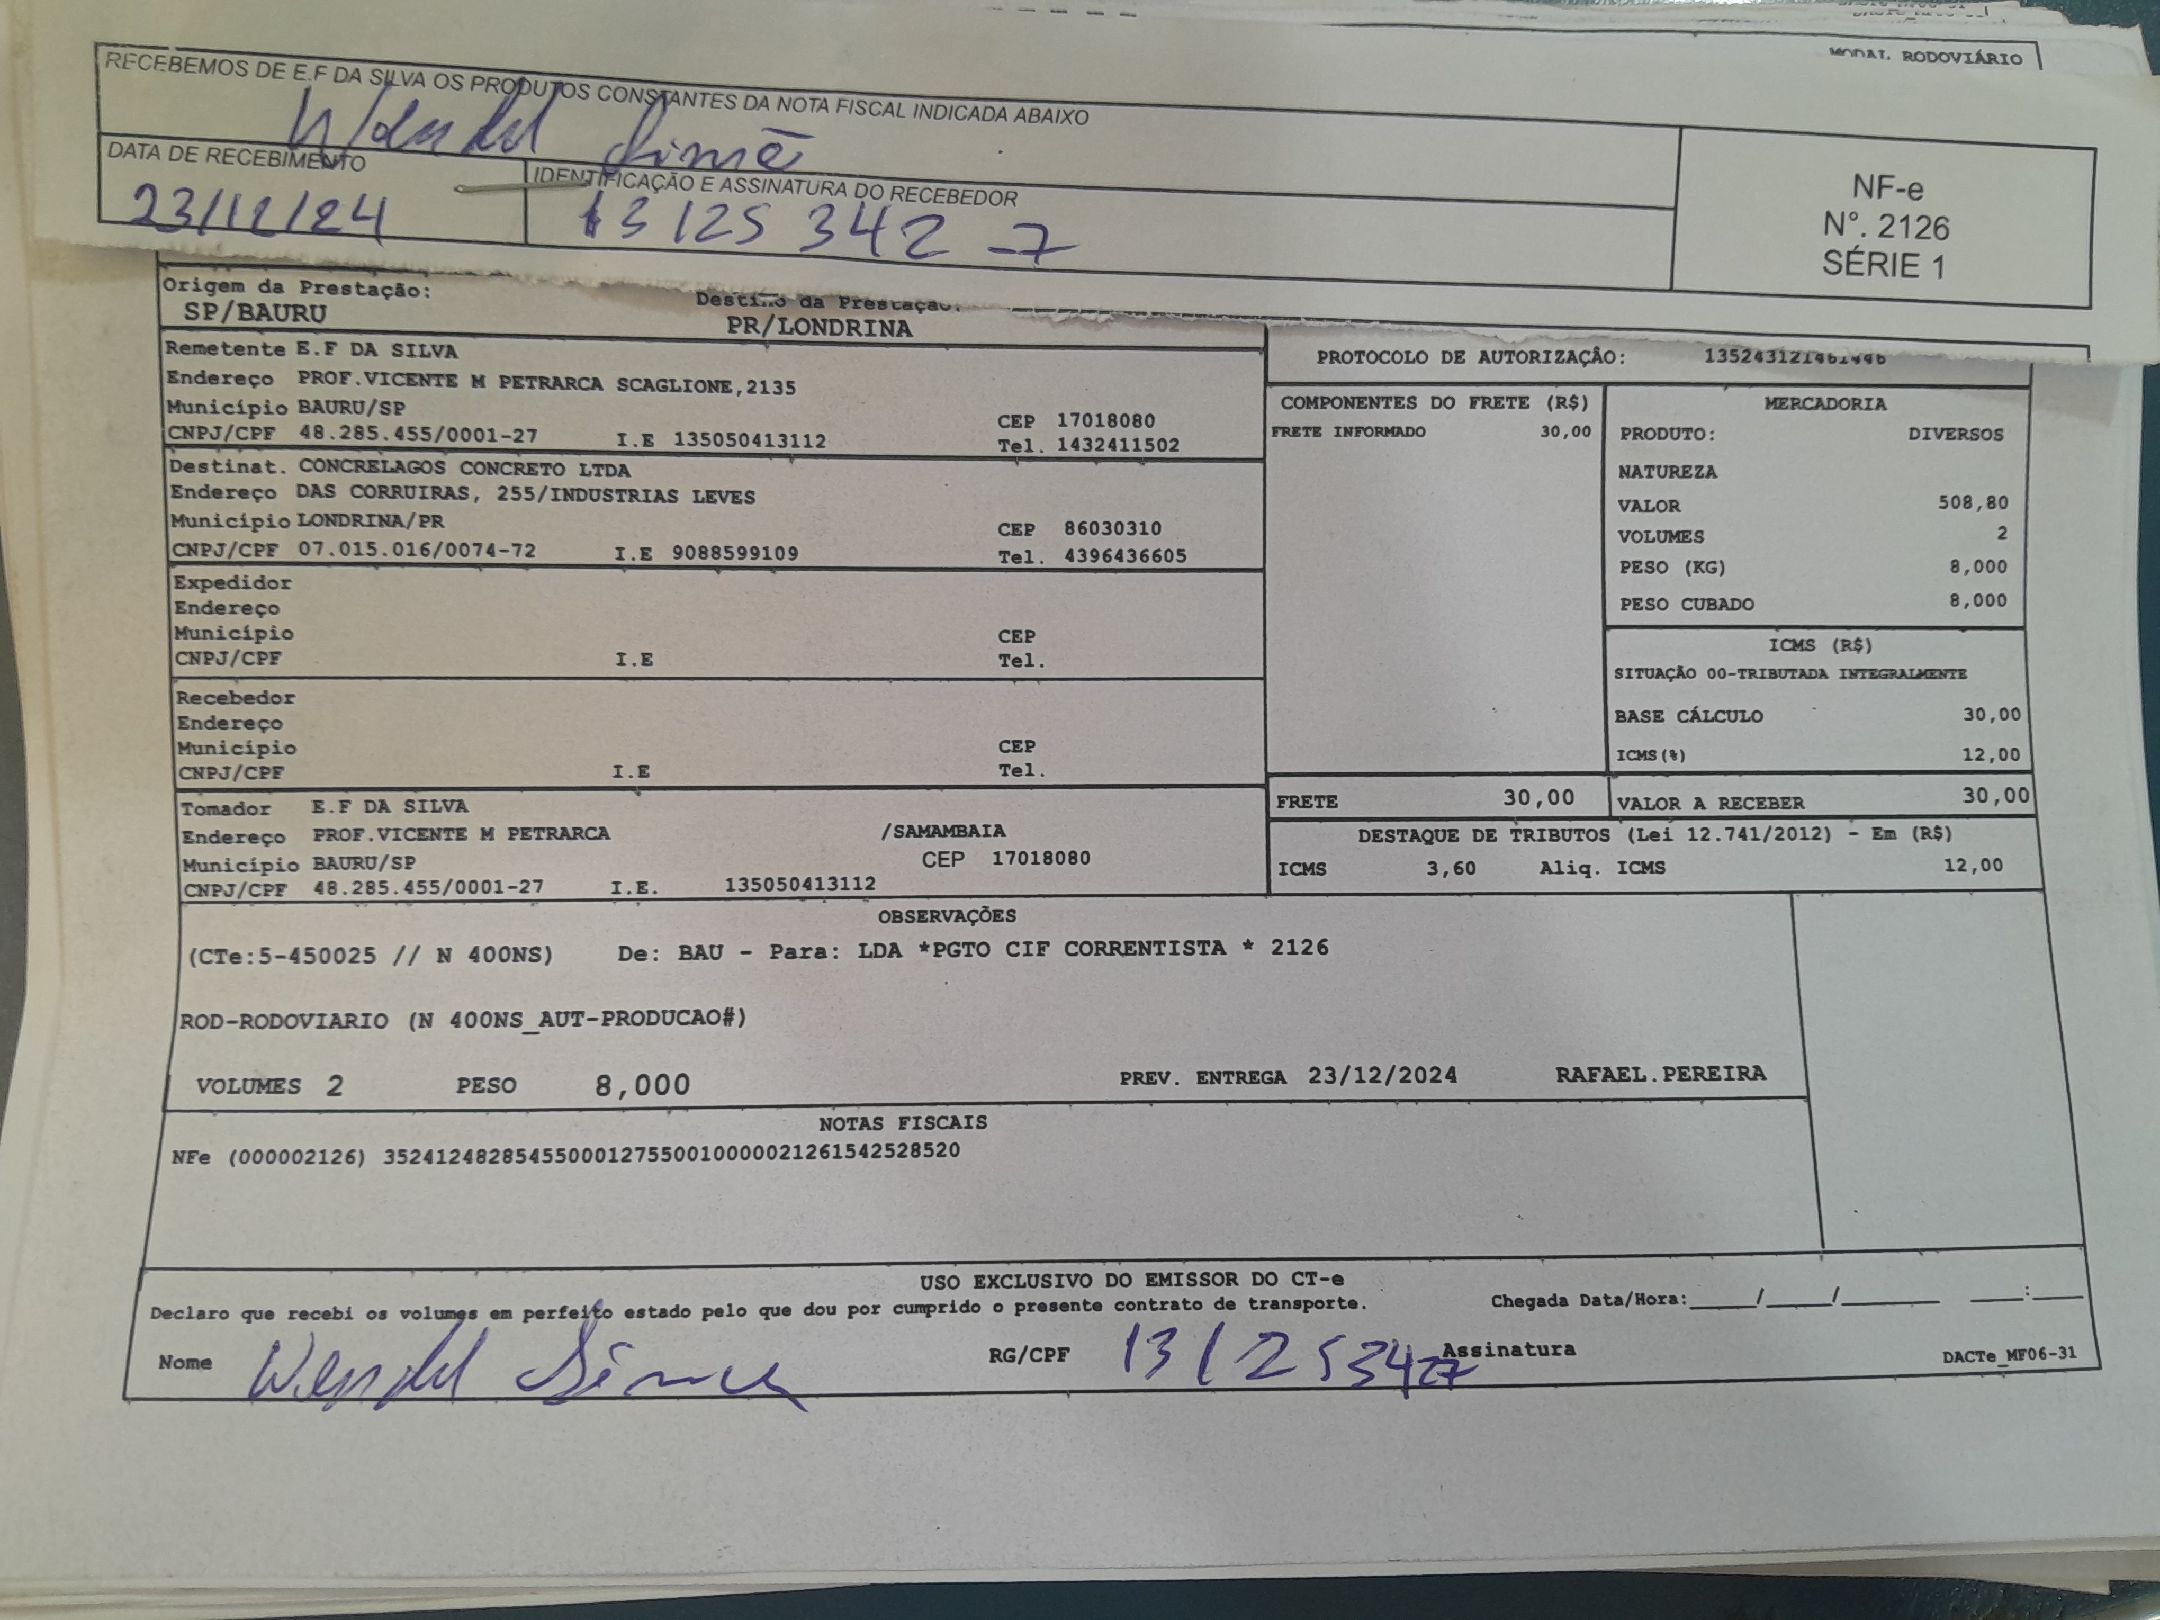 MODAL RODOVIÁRIO
RECEBEMOS DE E.F DA SILVA OS PRODUTOS CONSTANTES DA NOTA FISCAL INDICADA ABAIXO
Wendel
DATA DE RECEBIMENTO
23/12/24
IDENTIFICAÇÃO E ASSINATURA DO RECEBEDOR
13125342-7
NF-e
N°. 2126
SÉRIE 1
Origem da Prestação:
SP/BAURU
Destino da Prestação:
PR/LONDRINA
Remetente E.F DA SILVA
Endereço PROF.VICENTE M PETRARCA SCAGLIONE,2135
Município BAURU/SP CEP 17018080
CNPJ/CPF 48.285.455/0001-27 I.E 135050413112 Tel. 1432411502
Destinat. CONCRELAGOS CONCRETO LTDA
Endereço DAS CORRUIRAS, 255/INDUSTRIAS LEVES
Município LONDRINA/PR CEP 86030310
CNPJ/CPF 07.015.016/0074-72 I.E 9088599109 Tel. 4396436605
Expedidor
Endereço
Município CEP
CNPJ/CPF I.E Tel.
Recebedor
Endereço
Município CEP
CNPJ/CPF I.E Tel.
Tomador E.F DA SILVA
Endereço PROF.VICENTE M PETRARCA /SAMAMBAIA
Município BAURU/SP CEP 17018080
CNPJ/CPF 48.285.455/0001-27 I.E. 135050413112
PROTOCOLO DE AUTORIZAÇÃO:
COMPONENTES DO FRETE (R$)
FRETE INFORMADO 30,00
MERCADORIA
PRODUTO: DIVERSOS
NATUREZA
VALOR 508,80
VOLUMES 2
PESO (KG) 8,000
PESO CUBADO 8,000
ICMS (R$)
SITUAÇÃO 00-TRIBUTADA INTEGRALMENTE
BASE CÁLCULO 30,00
ICMS(%) 12,00
FRETE 30,00 VALOR A RECEBER 30,00
DESTAQUE DE TRIBUTOS (Lei 12.741/2012) - Em (R$)
ICMS 3,60 Aliq. ICMS 12,00
OBSERVAÇÕES
(CTe:5-450025 // N 400NS) De: BAU - Para: LDA *PGTO CIF CORRENTISTA * 2126
ROD-RODOVIARIO (N 400NS_AUT-PRODUCAO#)
VOLUMES 2 PESO 8,000 PREV. ENTREGA 23/12/2024 RAFAEL.PEREIRA
NOTAS FISCAIS
NFe (000002126) 35241248285455000127550010000021261542528520
USO EXCLUSIVO DO EMISSOR DO CT-e
Declaro que recebi os volumes em perfeito estado pelo que dou por cumprido o presente contrato de transporte.
Chegada Data/Hora:____/____/______ ___:___
Nome Wendel RG/CPF 131253427 Assinatura
DACTe_MF06-31